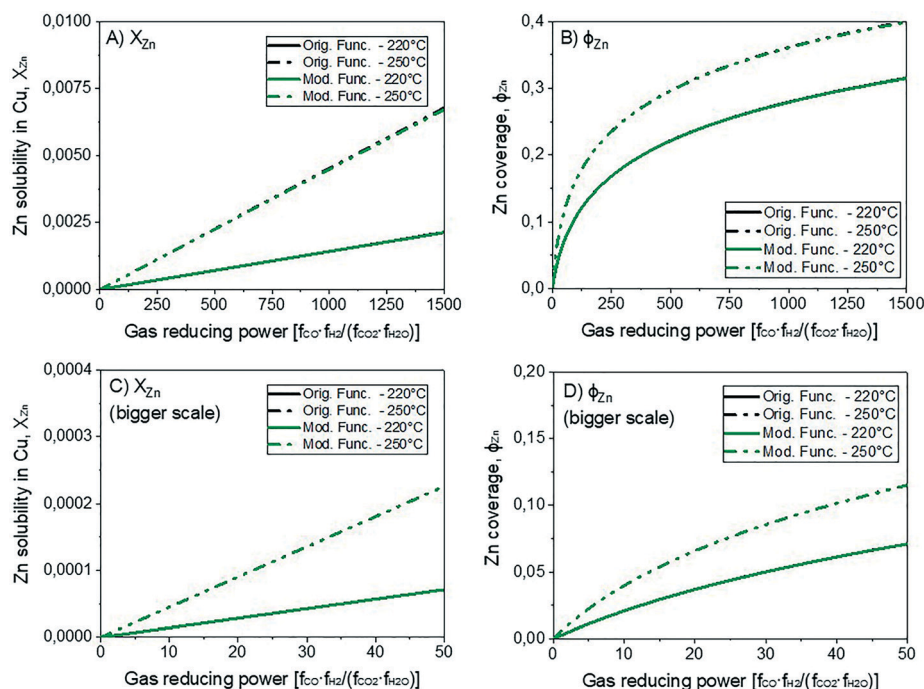 A) X_Zn
Orig. Func. - 220°C
Orig. Func. - 250°C
Mod. Func. - 220°C
Mod. Func. - 250°C
Zn solubility in Cu, X_Zn
0,0100
0,0075
0,0050
0,0025
0,0000
0 250 500 750 1000 1250 1500
Gas reducing power [f_CO·f_H2/(f_CO2·f_H2O)]
B) ϕ_Zn
Zn coverage, ϕ_Zn
0,4
0,3
0,2
0,1
0,0
Orig. Func. - 220°C
Orig. Func. - 250°C
Mod. Func. - 220°C
Mod. Func. - 250°C
0 250 500 750 1000 1250 1500
Gas reducing power [f_CO·f_H2/(f_CO2·f_H2O)]
C) X_Zn
(bigger scale)
Orig. Func. - 220°C
Orig. Func. - 250°C
Mod. Func. - 220°C
Mod. Func. - 250°C
Zn solubility in Cu, X_Zn
0,0004
0,0003
0,0002
0,0001
0,0000
0 10 20 30 40 50
Gas reducing power [f_CO·f_H2/(f_CO2·f_H2O)]
D) ϕ_Zn
(bigger scale)
Orig. Func. - 220°C
Orig. Func. - 250°C
Mod. Func. - 220°C
Mod. Func. - 250°C
Zn coverage, ϕ_Zn
0,20
0,15
0,10
0,05
0,00
0 10 20 30 40 50
Gas reducing power [f_CO·f_H2/(f_CO2·f_H2O)]